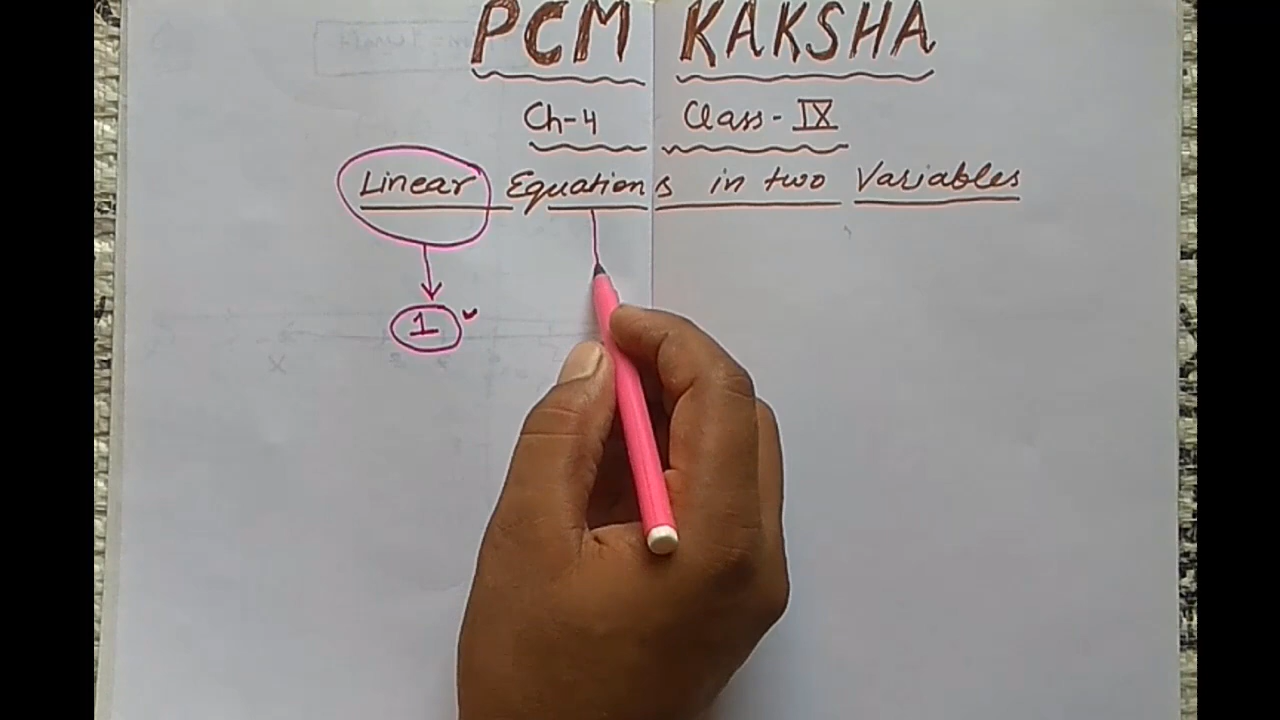 PCM KAKSHA
Ch-4 Class-IX
Linear Equations in two Variables
1